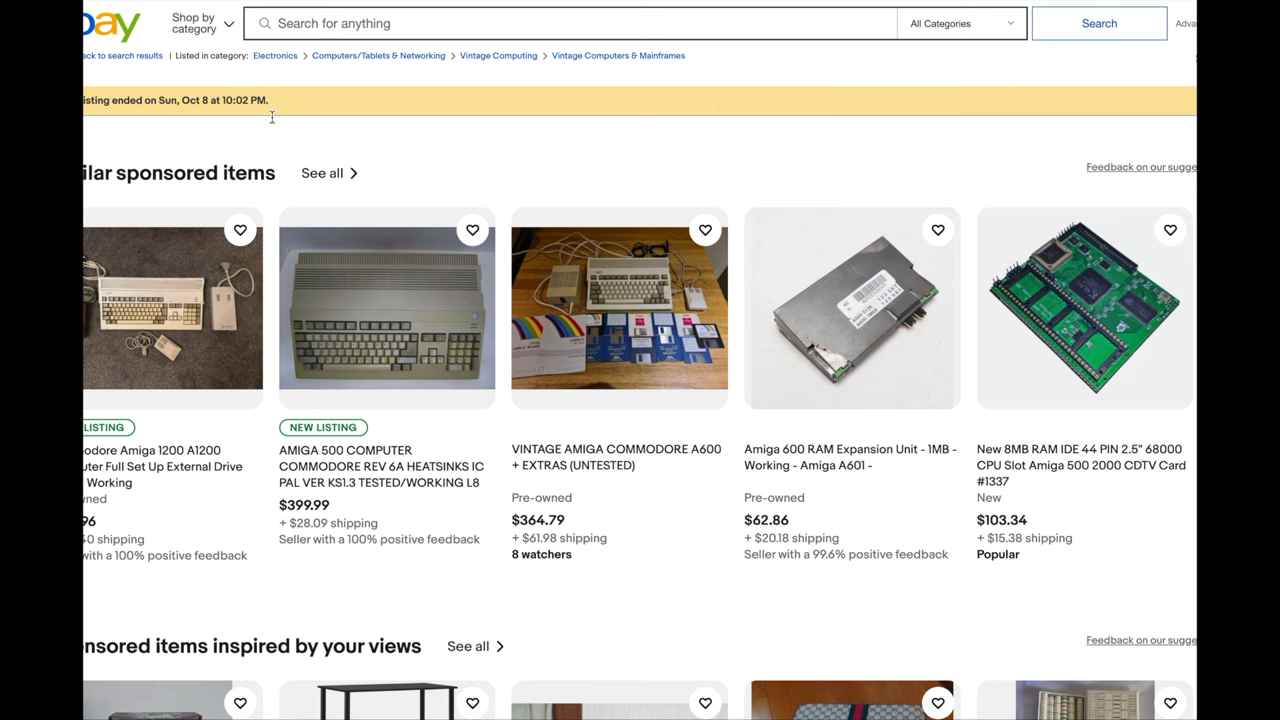 bay
Shop by
category
Search for anything
All Categories
Search
Adva
ack to search results | Listed in category: Electronics > Computers/Tablets & Networking > Vintage Computing > Vintage Computers & Mainframes
isting ended on Sun, Oct 8 at 10:02 PM.
ilar sponsored items
See all
Feedback on our sugge
LISTING
odore Amiga 1200 A1200
uter Full Set Up External Drive
Working
wned
96
40 shipping
with a 100% positive feedback
NEW LISTING
AMIGA 500 COMPUTER
COMMODORE REV 6A HEATSINKS IC
PAL VER KS1.3 TESTED/WORKING L8
$399.99
+ $28.09 shipping
Seller with a 100% positive feedback
VINTAGE AMIGA COMMODORE A600
+ EXTRAS (UNTESTED)
Pre-owned
$364.79
+ $61.98 shipping
8 watchers
Amiga 600 RAM Expansion Unit - 1MB -
Working - Amiga A601 -
Pre-owned
$62.86
+ $20.18 shipping
Seller with a 99.6% positive feedback
New 8MB RAM IDE 44 PIN 2.5" 68000
CPU Slot Amiga 500 2000 CDTV Card
#1337
New
$103.34
+ $15.38 shipping
Popular
onsored items inspired by your views
See all
Feedback on our sugge